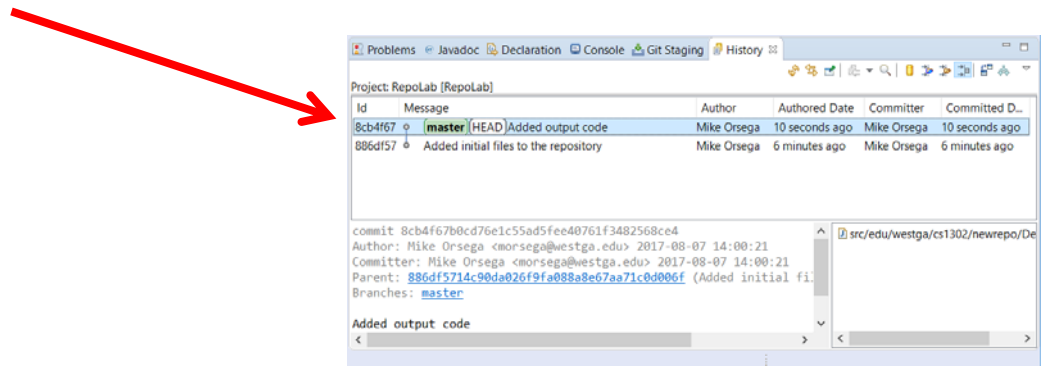 Problems Javadoc Declaration Console Git Staging History
Project: RepoLab [RepoLab]
Id Message Author Authored Date Committer Committed D...
8cb4f67 master HEAD Added output code Mike Orsega 10 seconds ago Mike Orsega 10 seconds ago
886df57 Added initial files to the repository Mike Orsega 6 minutes ago Mike Orsega 6 minutes ago
commit 8cb4f67b0cd76e1c55ad5fee40761f3482568ce4
Author: Mike Orsega <morsega@westga.edu> 2017-08-07 14:00:21
Committer: Mike Orsega <morsega@westga.edu> 2017-08-07 14:00:21
Parent: 886df5714c90da026f9fa088a8e67aa71c0d006f (Added initial fil
Branches: master
Added output code
src/edu/westga/cs1302/newrepo/De